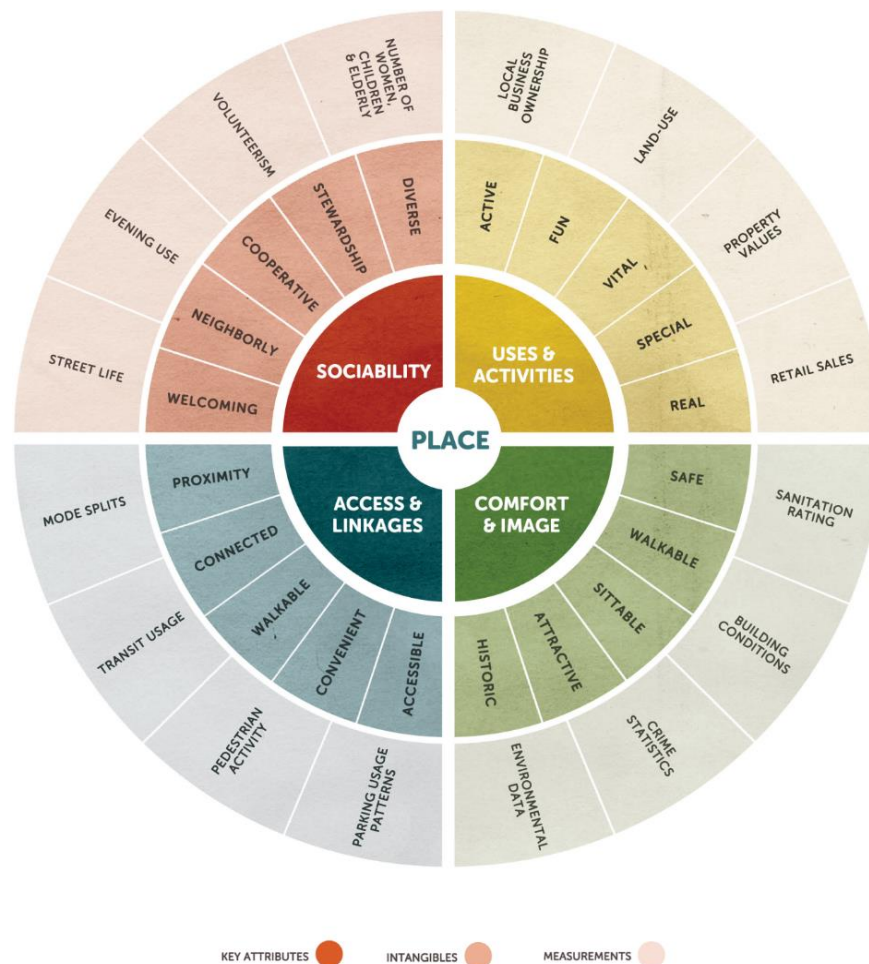 NUMBER OF
WOMEN,
CHILDREN
& ELDERLY
VOLUNTEERISM
EVENING USE
STREET LIFE
DIVERSE
STEWARDSHIP
COOPERATIVE
NEIGHBORLY
WELCOMING
SOCIABILITY
LOCAL
BUSINESS
OWNERSHIP
LAND-USE
PROPERTY
VALUES
RETAIL SALES
ACTIVE
FUN
VITAL
SPECIAL
REAL
USES &
ACTIVITIES
PLACE
ACCESS &
LINKAGES
PROXIMITY
CONNECTED
WALKABLE
CONVENIENT
ACCESSIBLE
MODE SPLITS
TRANSIT USAGE
PEDESTRIAN
ACTIVITY
PARKING USAGE
PATTERNS
COMFORT
& IMAGE
SAFE
WALKABLE
SITTABLE
ATTRACTIVE
HISTORIC
SANITATION
RATING
BUILDING
CONDITIONS
CRIME
STATISTICS
ENVIRONMENTAL
DATA
KEY ATTRIBUTES
INTANGIBLES
MEASUREMENTS